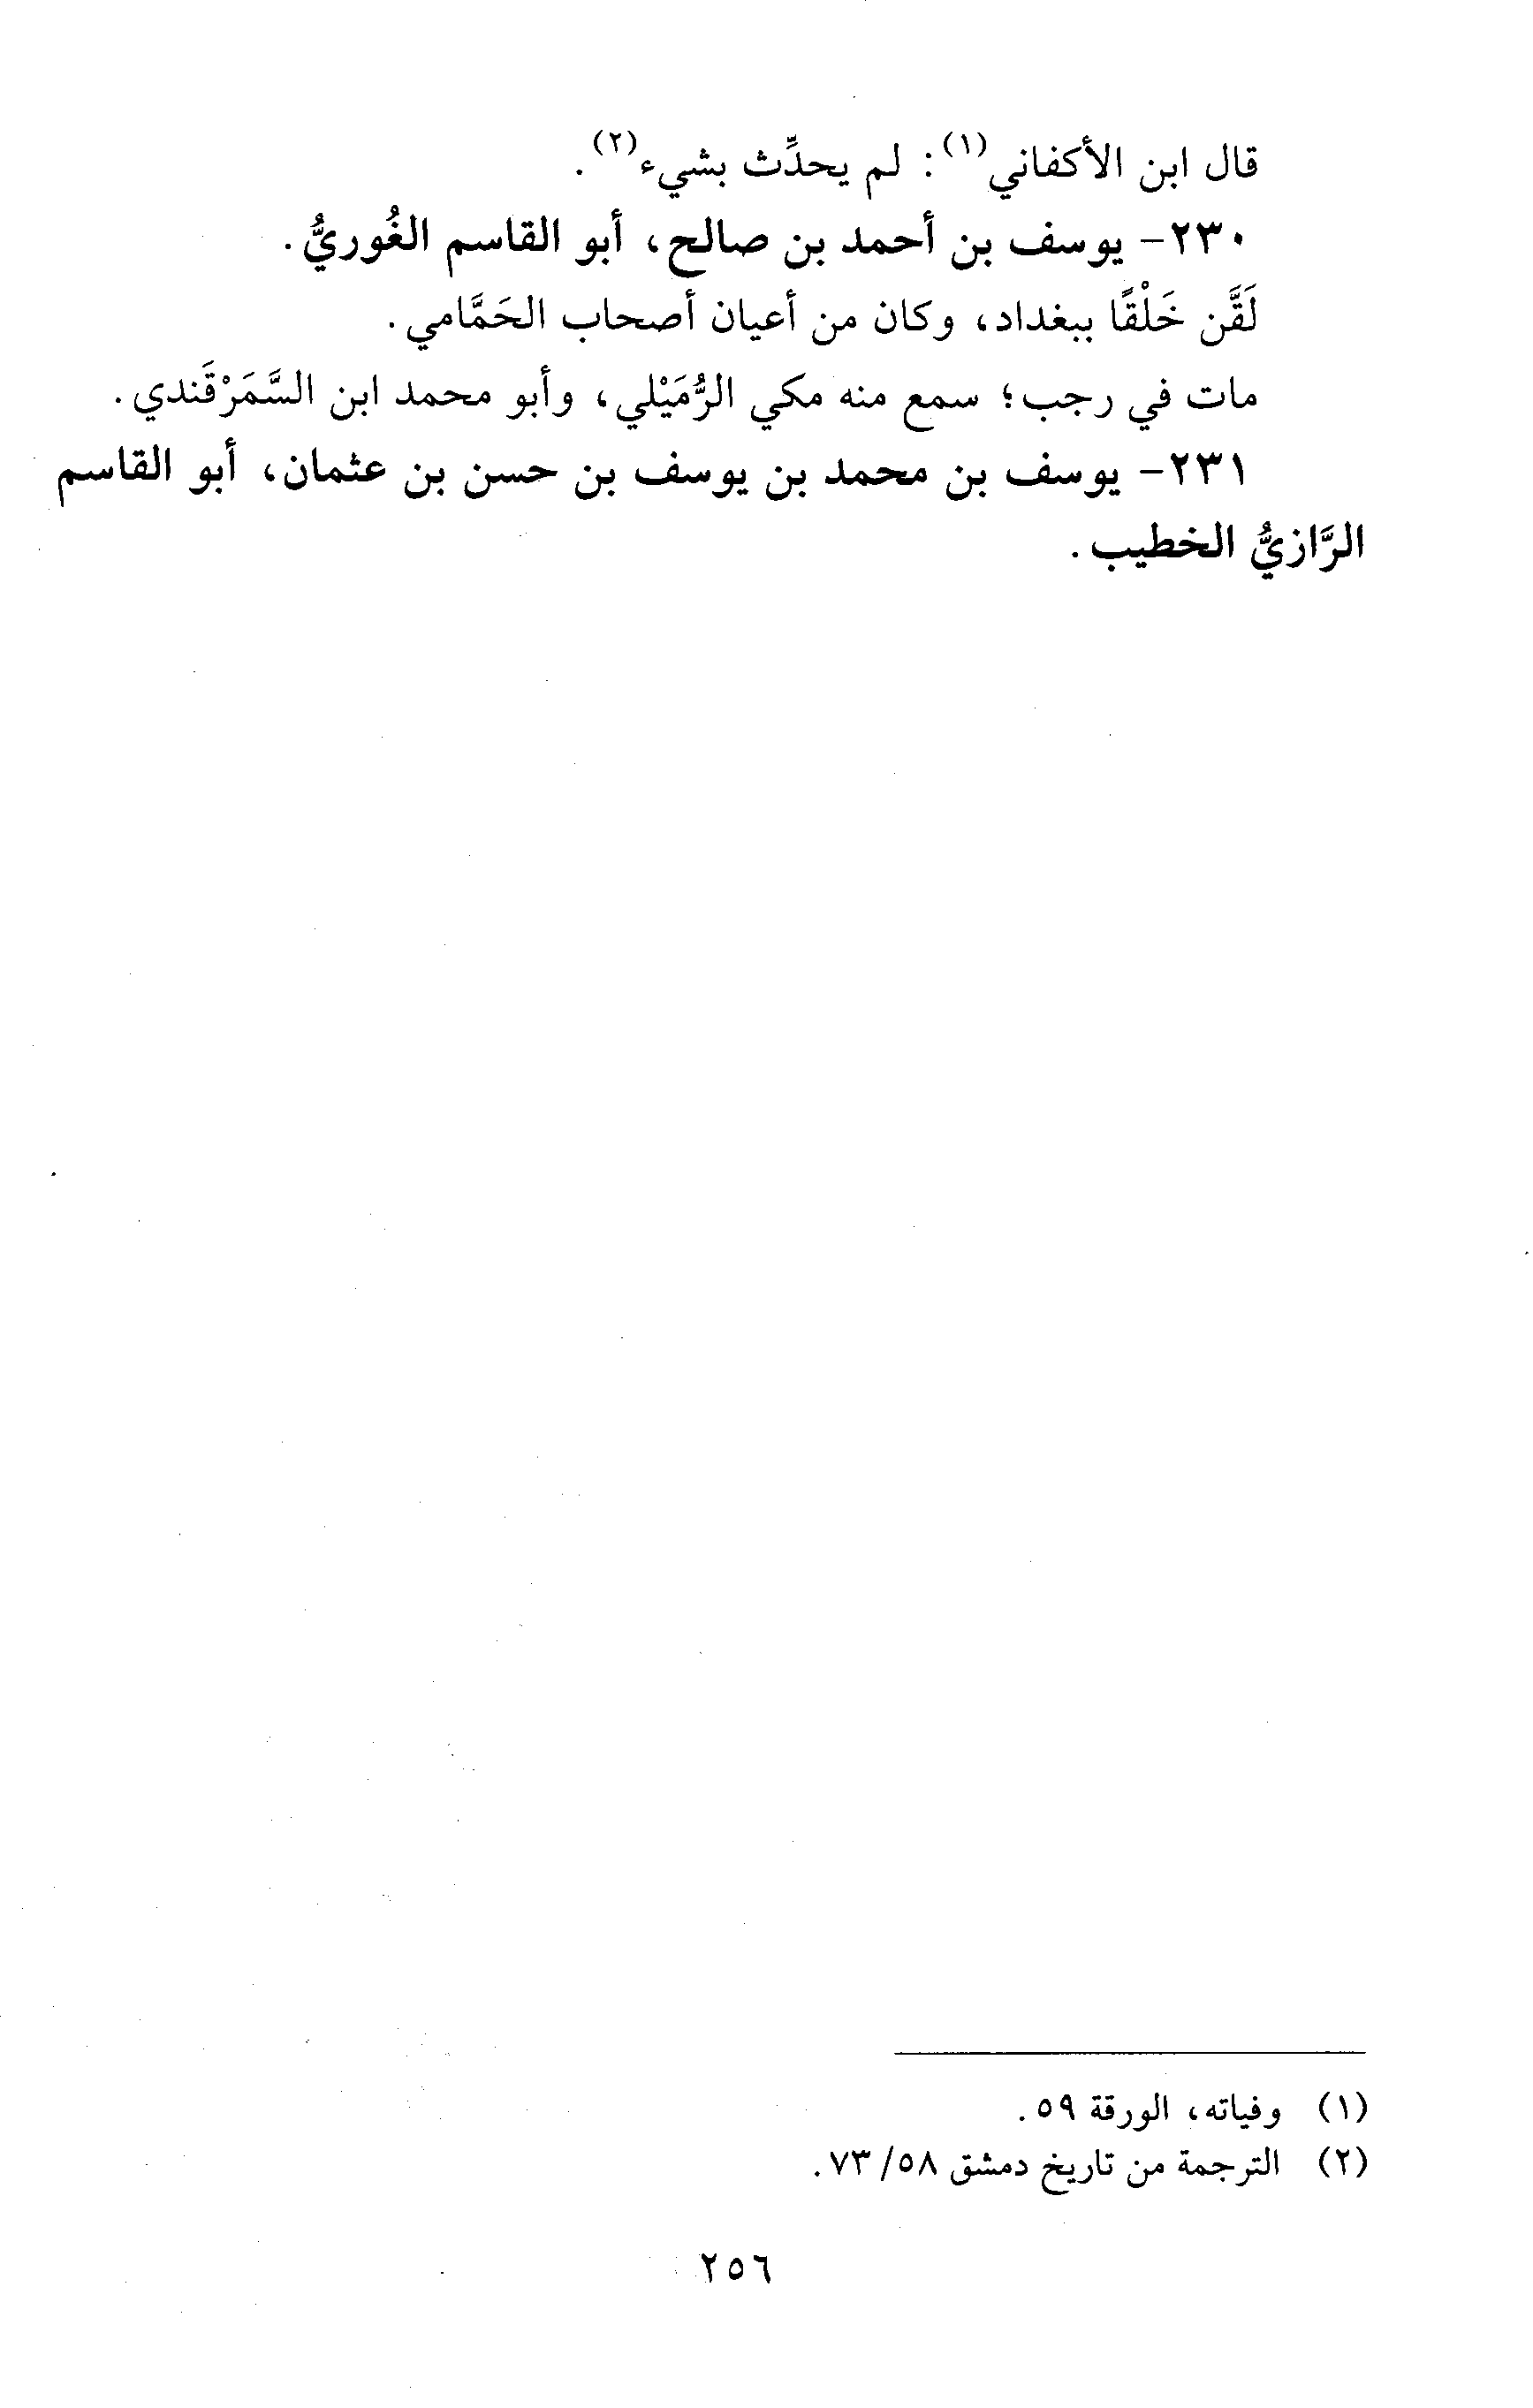 قال ابن الأكفاني(١): لم يحدِّث بشيء(٢).
٢٣٠- يوسف بن أحمد بن صالح، أبو القاسم الغُوريُّ.
لَقَّن خَلْقًا ببغداد، وكان من أعيان أصحاب الحَمَّامي.
مات في رجب؛ سمع منه مكي الرُّمَيْلي، وأبو محمد ابن السَّمَرْقَندي.
٢٣١- يوسف بن محمد بن يوسف بن حسن بن عثمان، أبو القاسم
الرَّازيُّ الخطيب.
(١) وفياته، الورقة ٥٩.
(٢) الترجمة من تاريخ دمشق ٥٨/ ٧٣.
٢٥٦